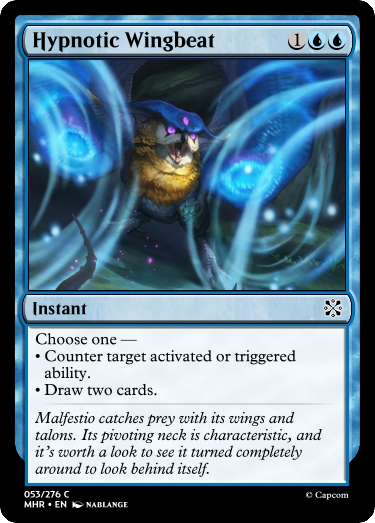 Hypnotic Wingbeat 1
Instant
Choose one —
• Counter target activated or triggered
ability.
• Draw two cards.
Malfestio catches prey with its wings and
talons. Its pivoting neck is characteristic, and
it's worth a look to see it turned completely
around to look behind itself.
053/276 C
© Capcom
MHR • EN NABLANGE